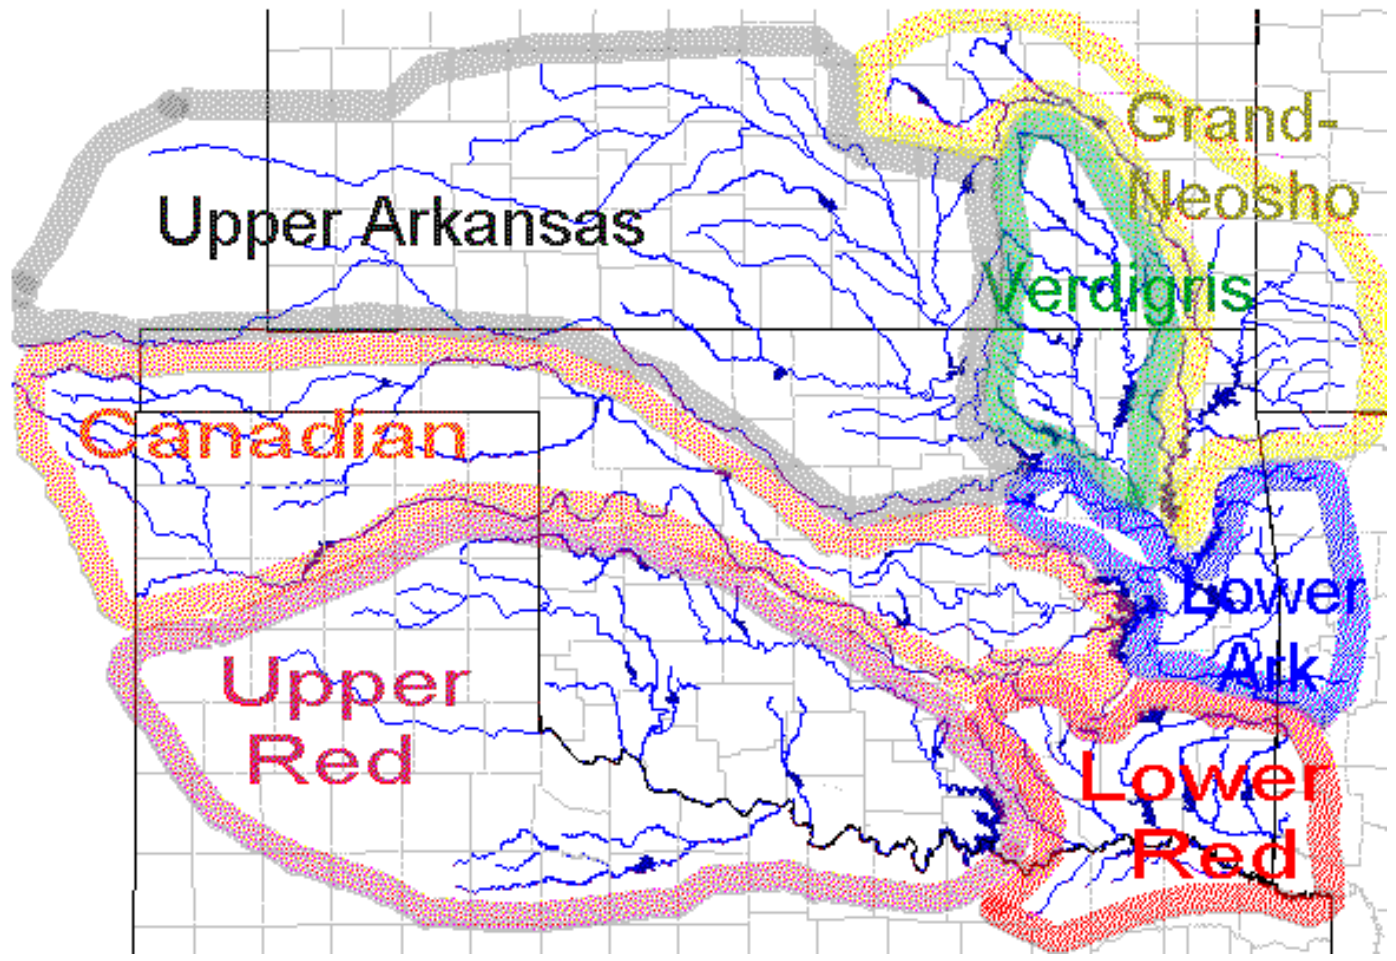 Grand-
Neosho
Upper Arkansas
Verdigris
Canadian
Lower
Ark
Upper
Red
Lower
Red